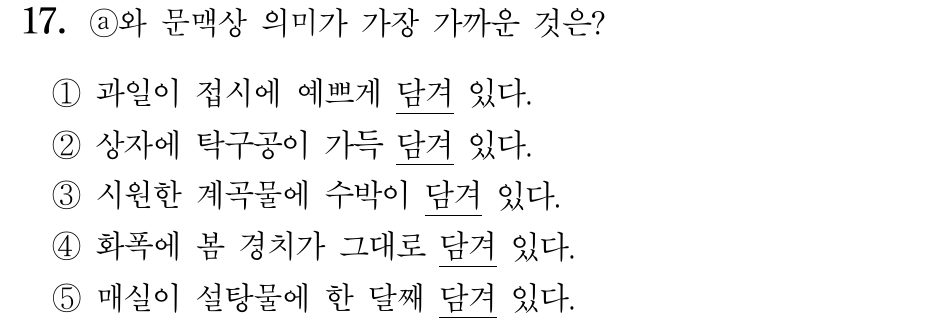 17. ⓐ와 문맥상 의미가 가장 가까운 것은?
① 과일이 접시에 예쁘게 담겨 있다.
② 상자에 탁구공이 가득 담겨 있다.
③ 시원한 계곡물에 수박이 담겨 있다.
④ 화폭에 봄 경치가 그대로 담겨 있다.
⑤ 매실이 설탕물에 한 달째 담겨 있다.